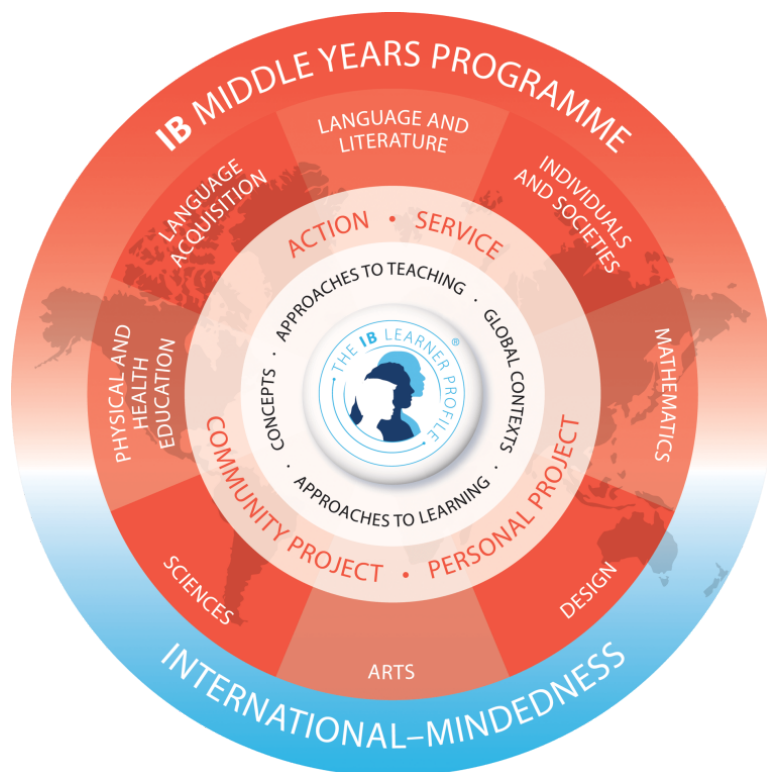 IB MIDDLE YEARS PROGRAMME
LANGUAGE AND
LITERATURE
INDIVIDUALS
AND SOCIETIES
MATHEMATICS
DESIGN
ARTS
SCIENCES
PHYSICAL AND
HEALTH
EDUCATION
LANGUAGE
ACQUISITION
ACTION • SERVICE
PERSONAL PROJECT
•
COMMUNITY PROJECT
APPROACHES TO TEACHING
·
GLOBAL CONTEXTS
·
APPROACHES TO LEARNING
·
CONCEPTS
·
THE IB LEARNER PROFILE
®
INTERNATIONAL–MINDEDNESS